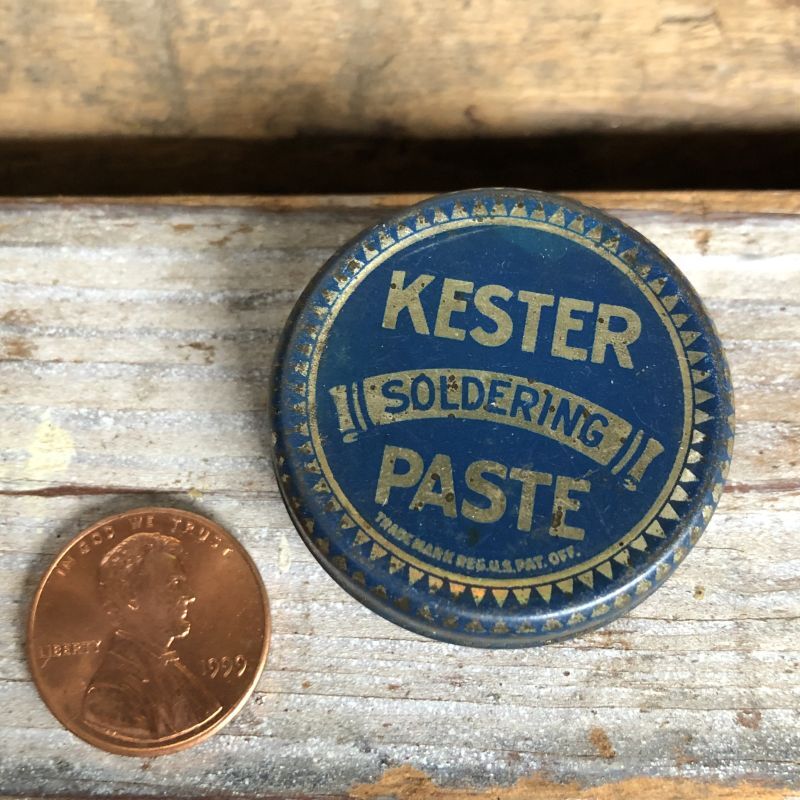 KESTER
SOLDERING
PASTE
TRADE MARK REG. U.S. PAT. OFF.
IN GOD WE TRUST
LIBERTY
1999